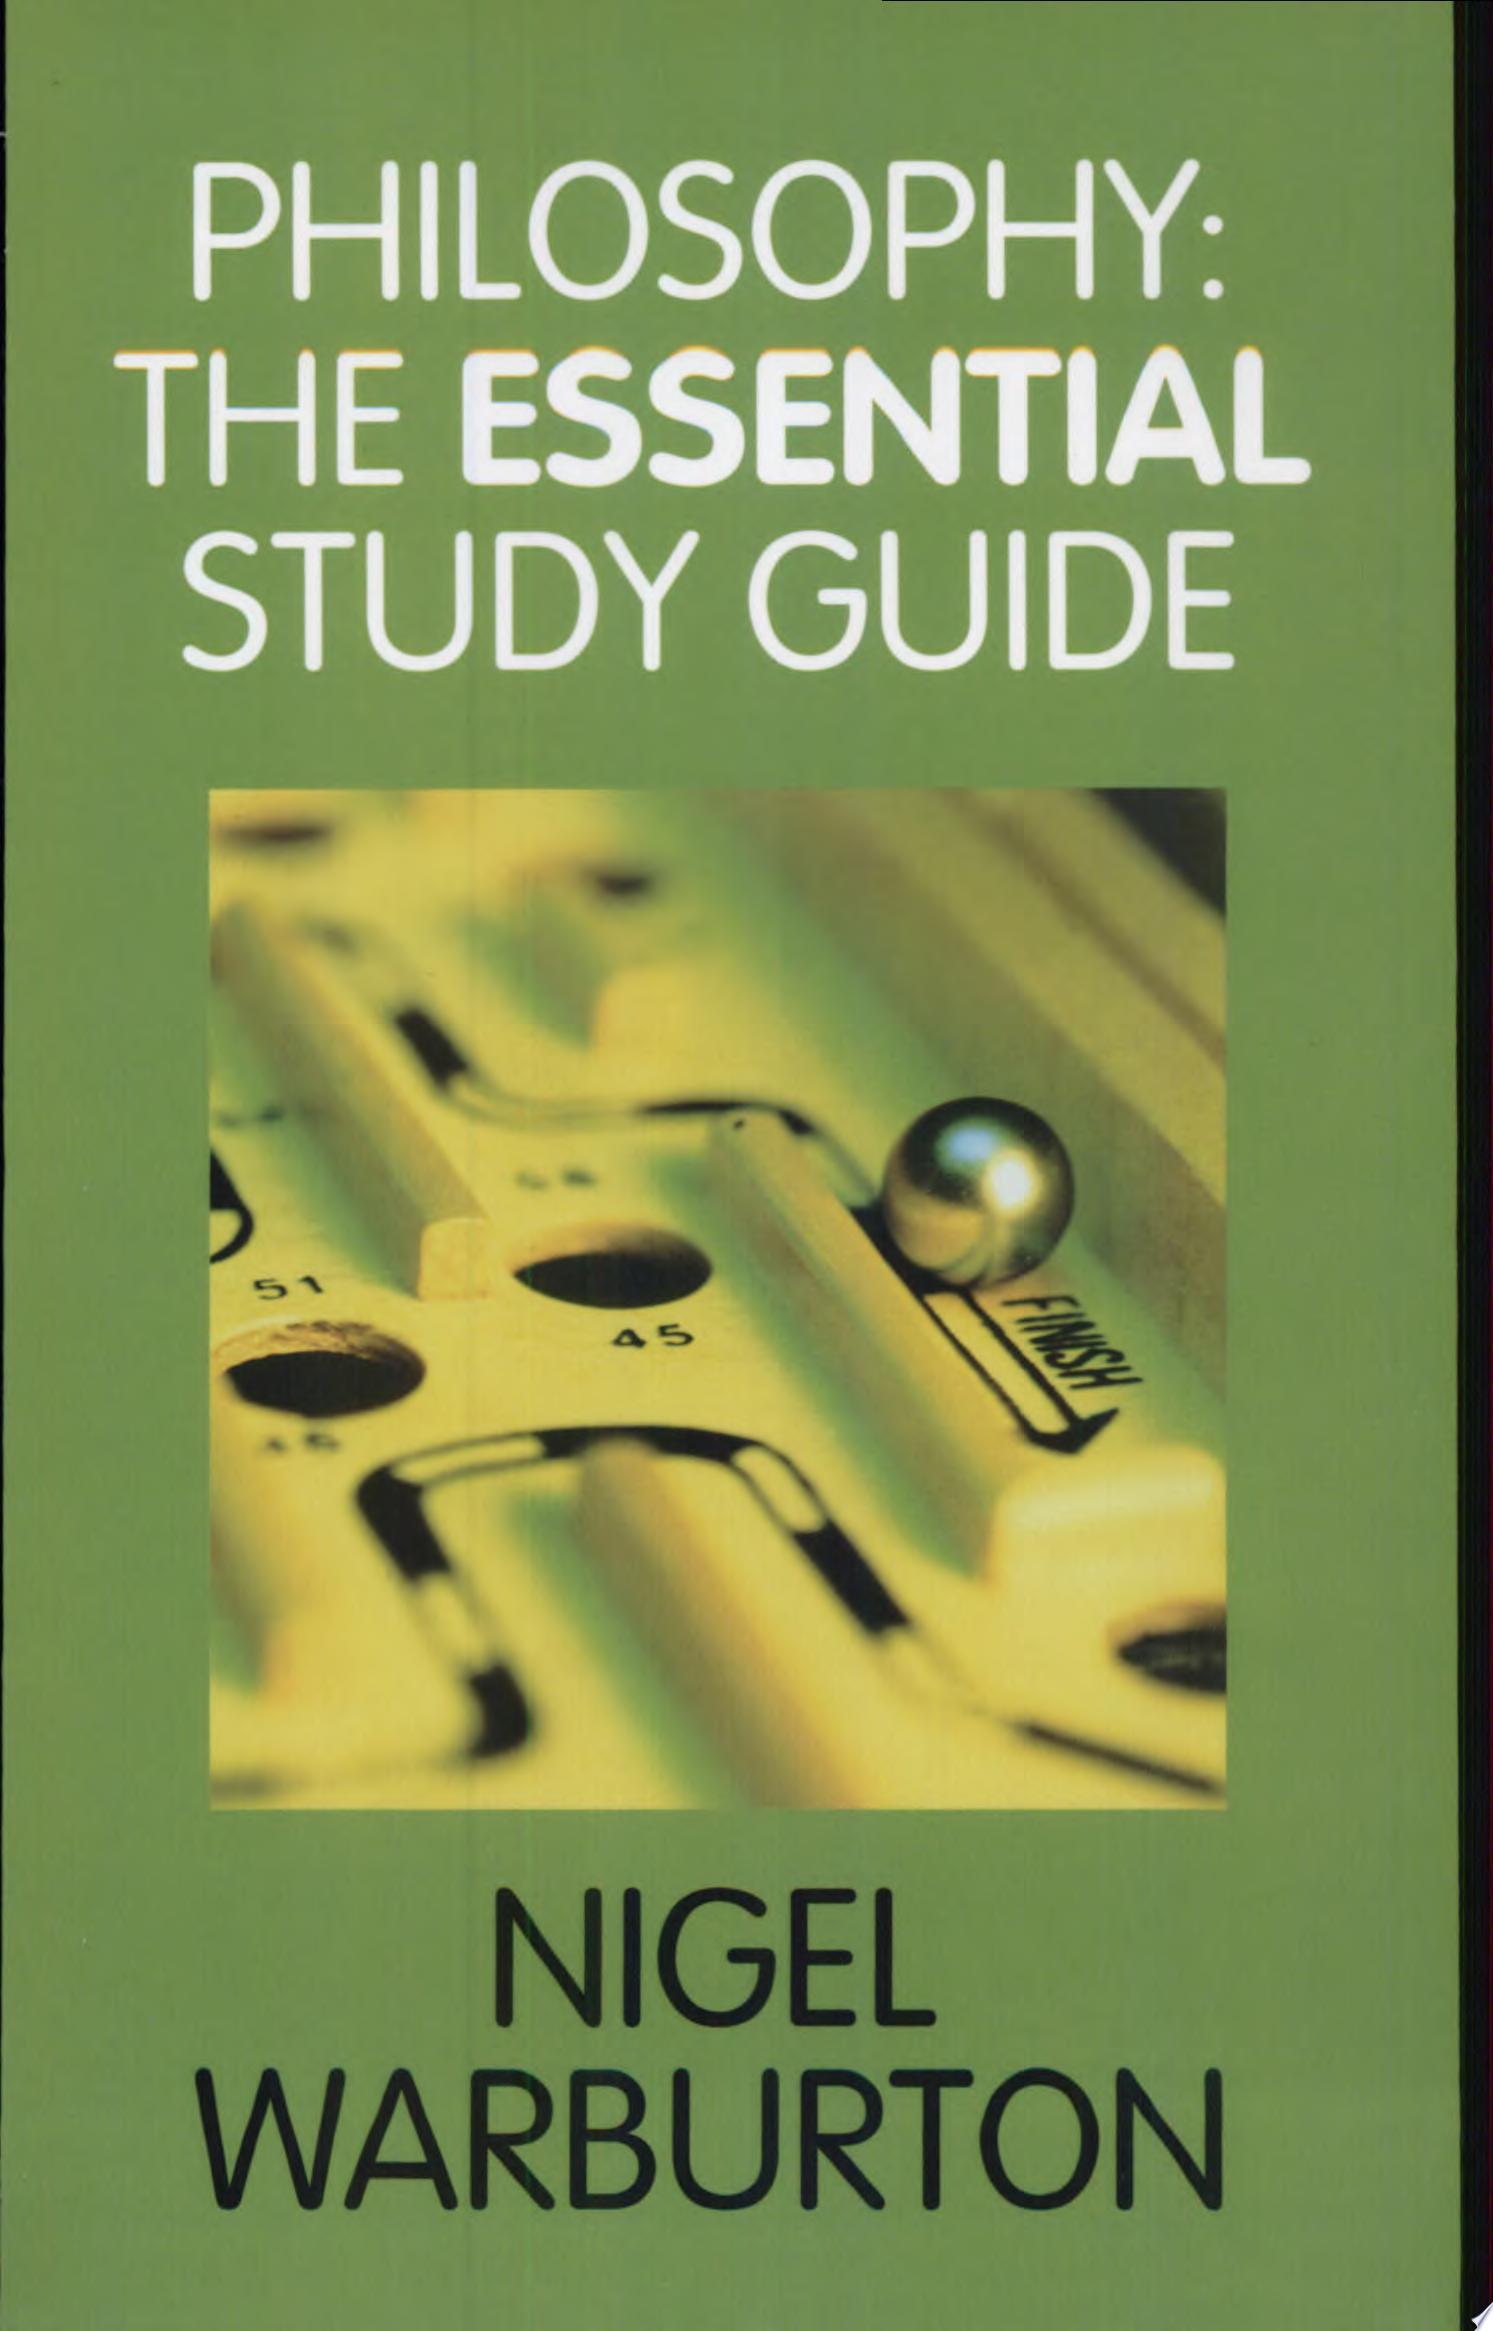 PHILOSOPHY:
THE ESSENTIAL
STUDY GUIDE
51
45
FINISH
NIGEL
WARBURTON